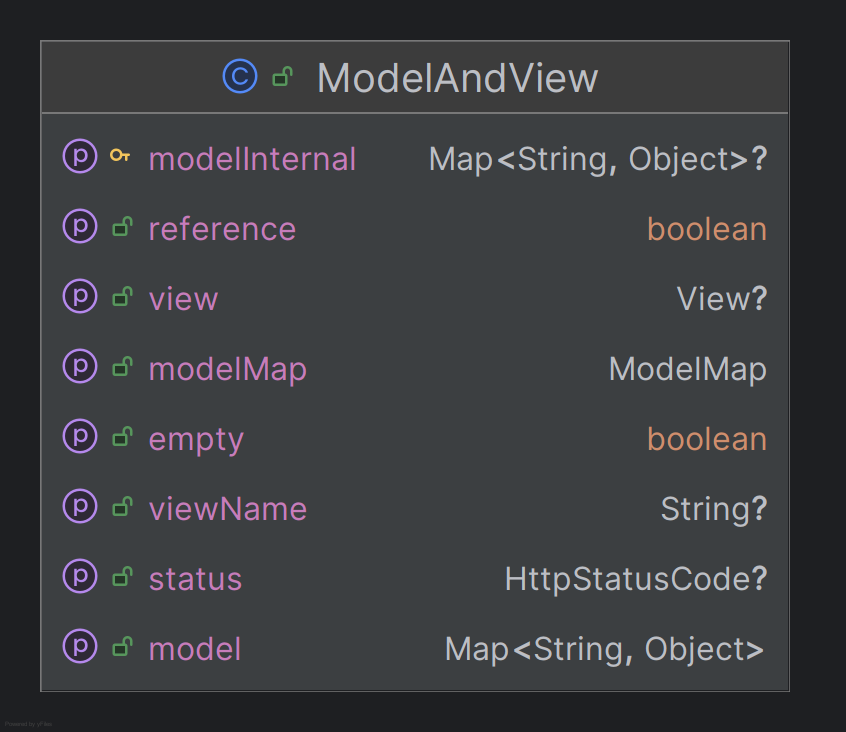 C ModelAndView
p modelInternal Map<String, Object>?
p reference boolean
p view View?
p modelMap ModelMap
p empty boolean
p viewName String?
p status HttpStatusCode?
p model Map<String, Object>
Powered by yFiles